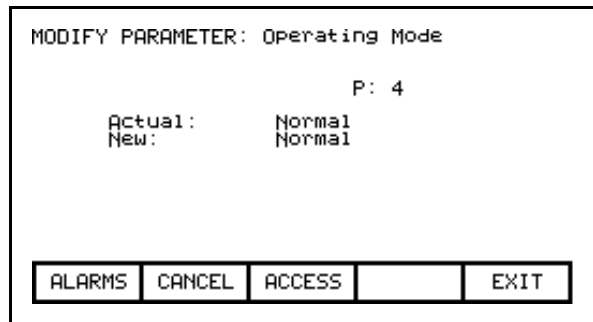 MODIFY PARAMETER: Operating Mode
P: 4
Actual: Normal
New: Normal
ALARMS CANCEL ACCESS EXIT